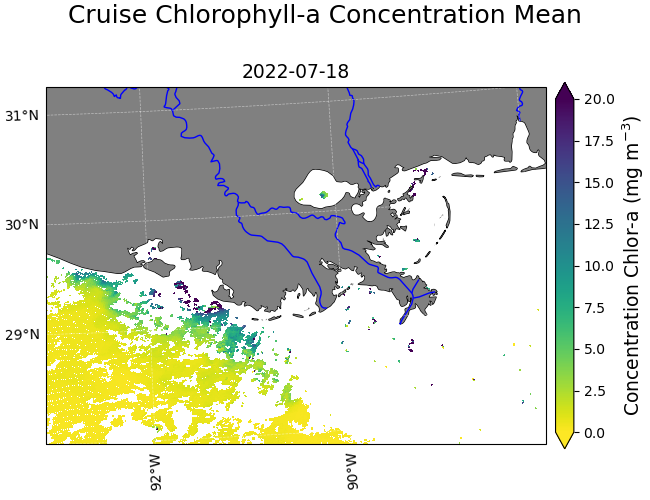 Cruise Chlorophyll-a Concentration Mean
2022-07-18
31°N
30°N
29°N
92°W
90°W
20.0
17.5
15.0
12.5
10.0
7.5
5.0
2.5
0.0
Concentration Chlor-a (mg m⁻³)